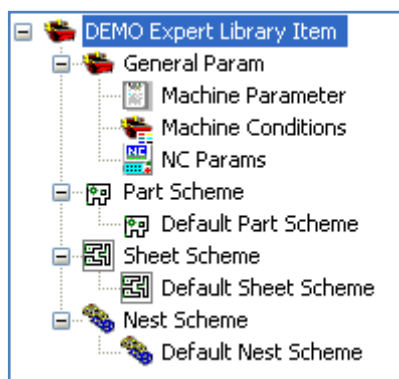 DEMO Expert Library Item
General Param
Machine Parameter
Machine Conditions
NC
NC Params
Part Scheme
Default Part Scheme
Sheet Scheme
Default Sheet Scheme
Nest Scheme
Default Nest Scheme